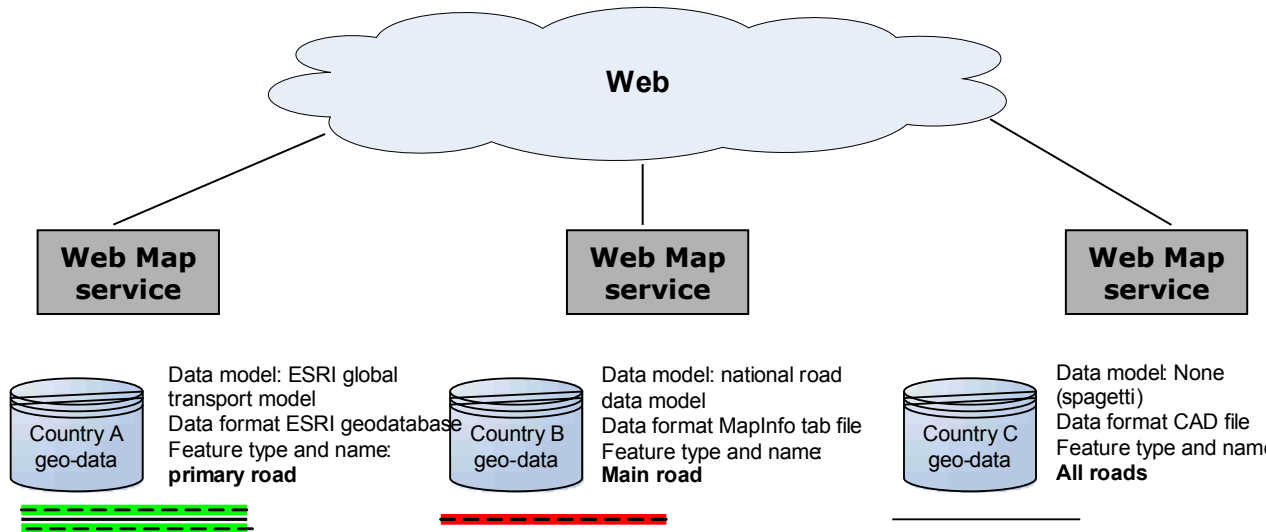 Web
Web Map
service
Web Map
service
Web Map
service
Country A
geo-data
Data model: ESRI global
transport model
Data format ESRI geodatabase
Feature type and name:
primary road
Country B
geo-data
Data model: national road
data model
Data format MapInfo tab file
Feature type and name:
Main road
Country C
geo-data
Data model: None
(spagetti)
Data format CAD file
Feature type and name
All roads